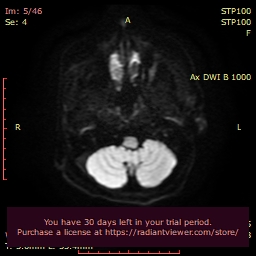 Im: 5/46
Se: 4
A
STP100
STP100
F
Ax DWI B 1000
R
L
You have 30 days left in your trial period.
Purchase a license at https://radiantviewer.com/store/